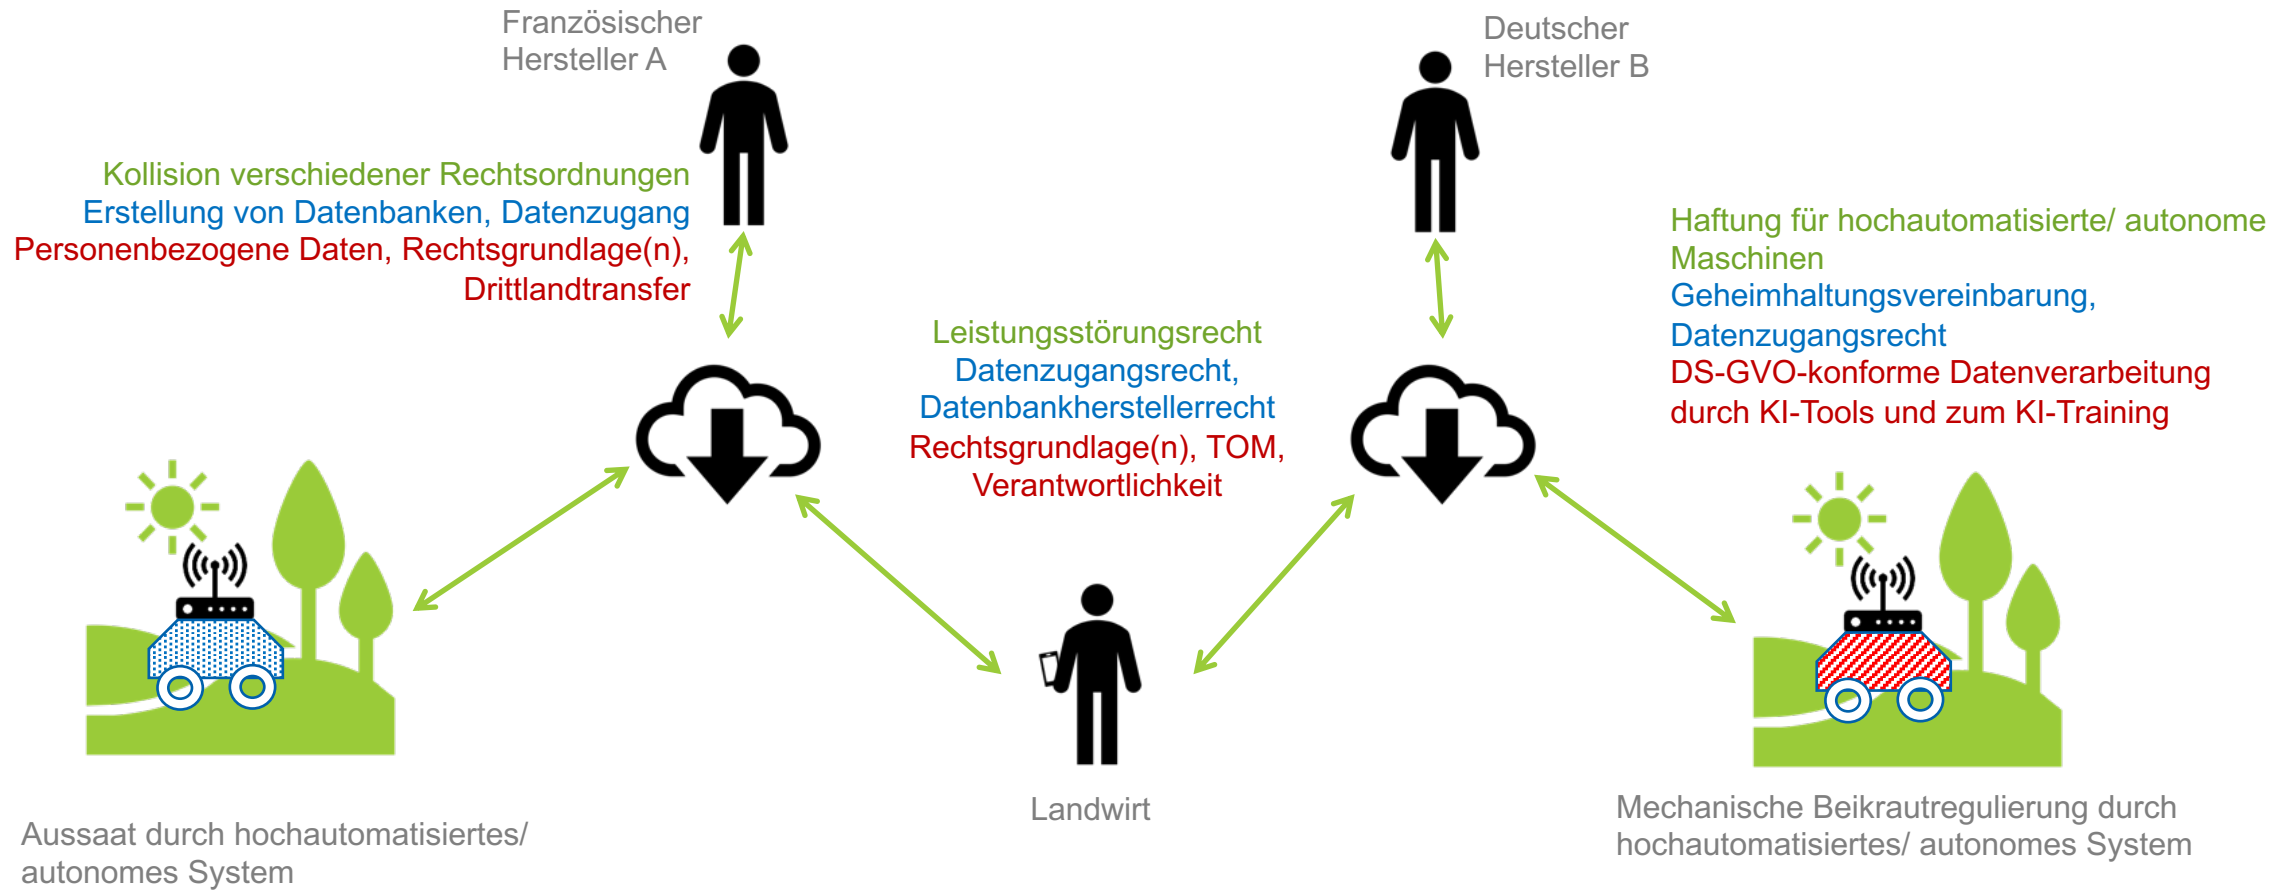 Französischer
Hersteller A
Deutscher
Hersteller B
Kollision verschiedener Rechtsordnungen
Erstellung von Datenbanken, Datenzugang
Personenbezogene Daten, Rechtsgrundlage(n),
Drittlandtransfer
Leistungsstörungsrecht
Datenzugangsrecht,
Datenbankherstellerrecht
Rechtsgrundlage(n), TOM,
Verantwortlichkeit
Haftung für hochautomatisierte/ autonome
Maschinen
Geheimhaltungsvereinbarung,
Datenzugangsrecht
DS-GVO-konforme Datenverarbeitung
durch KI-Tools und zum KI-Training
Aussaat durch hochautomatisiertes/
autonomes System
Landwirt
Mechanische Beikrautregulierung durch
hochautomatisiertes/ autonomes System